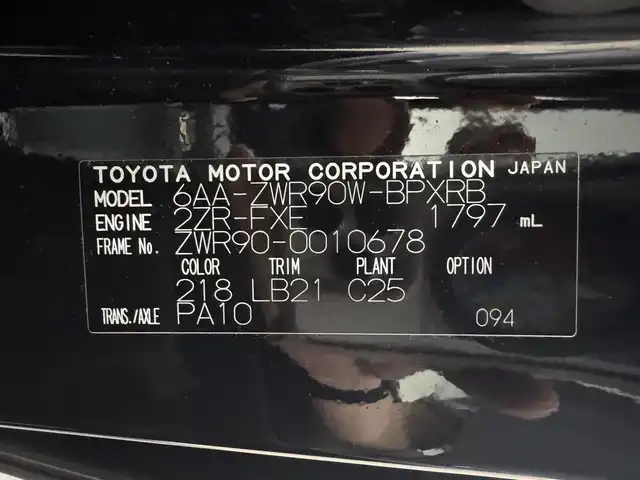 TOYOTA MOTOR CORPORATION JAPAN
MODEL 6AA-ZWR90W-BPXRB
ENGINE 2ZR-FXE 1797 mL
FRAME No. ZWR90-0010678
COLOR TRIM PLANT OPTION
218 LB21 C25
TRANS./AXLE PA10 094